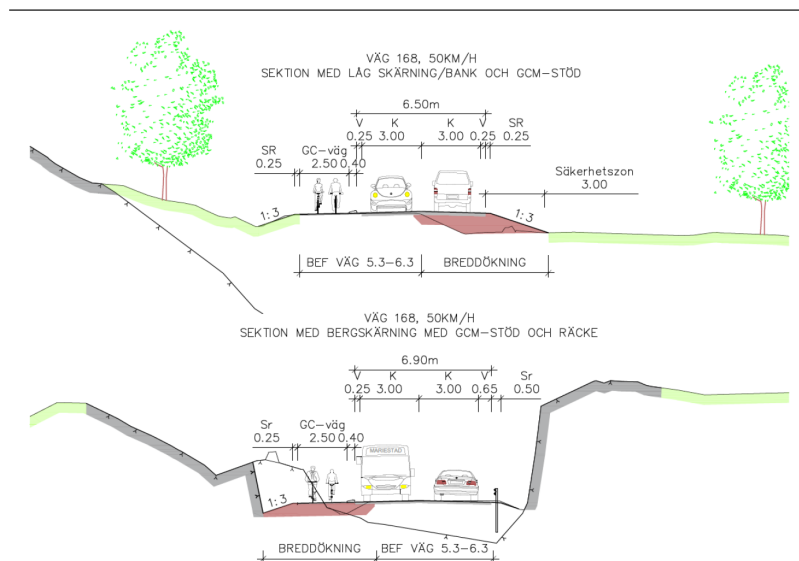 VÄG 168, 50KM/H
SEKTION MED LÅG SKÄRNING/BANK OCH GCM-STÖD
6.50m
V K K V SR
0.25 3.00 3.00 0.25 0.25
SR GC-väg
0.25 2.50 0.40
Säkerhetszon
3.00
1:3 1:3
BEF VÄG 5.3-6.3 BREDDÖKNING
VÄG 168, 50KM/H
SEKTION MED BERGSKÄRNING MED GCM-STÖD OCH RÄCKE
6.90m
V K K V Sr
0.25 3.00 3.00 0.65 0.50
Sr GC-väg
0.25 2.50 0.40
MARIESTAD
1:3
BREDDÖKNING BEF VÄG 5.3-6.3